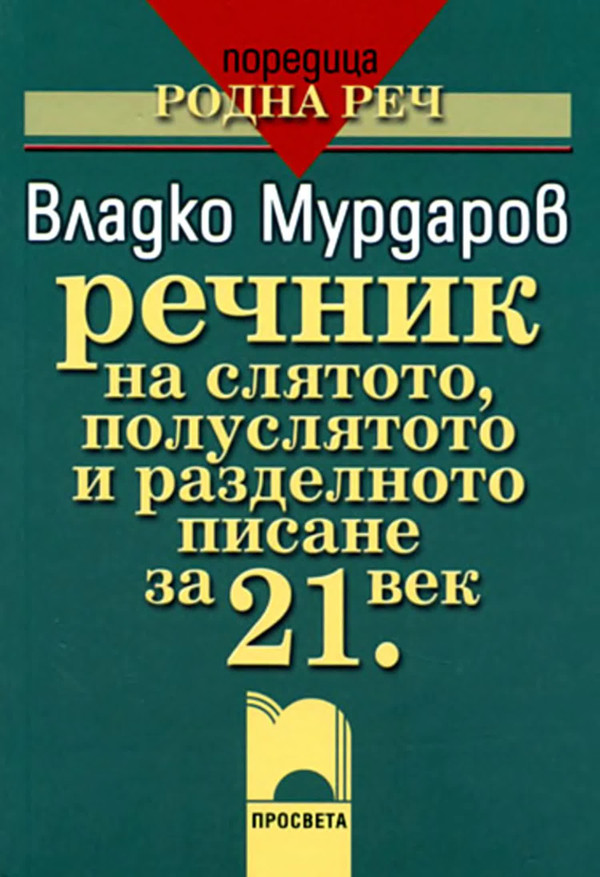 поредица
РОДНА РЕЧ
Владко Мурдаров
речник
на слятото,
полуслятото
и разделното
писане
за 21. век
ПРОСВЕТА